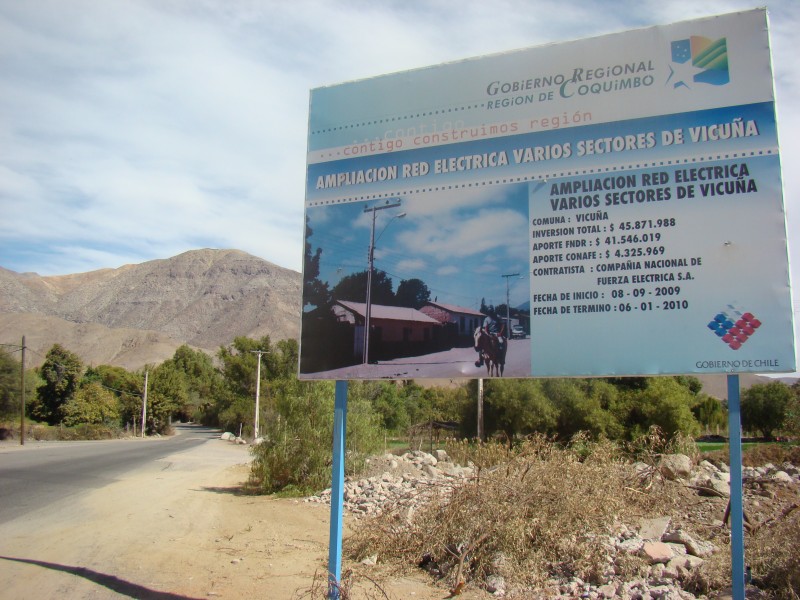 GOBIERNO REGIONAL
REGION DE COQUIMBO
...contigo construimos región
AMPLIACION RED ELECTRICA VARIOS SECTORES DE VICUÑA
AMPLIACION RED ELECTRICA
VARIOS SECTORES DE VICUÑA
COMUNA : VICUÑA
INVERSION TOTAL : $ 45.871.988
APORTE FNDR : $ 41.546.019
APORTE CONAFE : $ 4.325.969
CONTRATISTA : COMPAÑIA NACIONAL DE
FUERZA ELECTRICA S.A.
FECHA DE INICIO : 08 - 09 - 2009
FECHA DE TERMINO : 06 - 01 - 2010
GOBIERNO DE CHILE